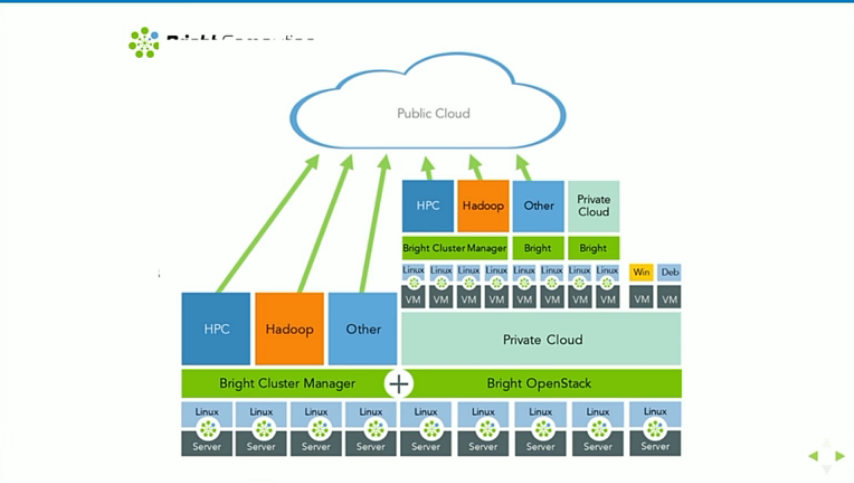 Public Cloud
HPC Hadoop Other Private
Cloud
Bright Cluster Manager Bright Bright
Linux Linux Linux Linux Linux Linux Linux Linux Win Deb
VM VM VM VM VM VM VM VM VM VM
HPC Hadoop Other Private Cloud
Bright Cluster Manager + Bright OpenStack
Linux Linux Linux Linux Linux Linux Linux Linux Linux
Server Server Server Server Server Server Server Server Server